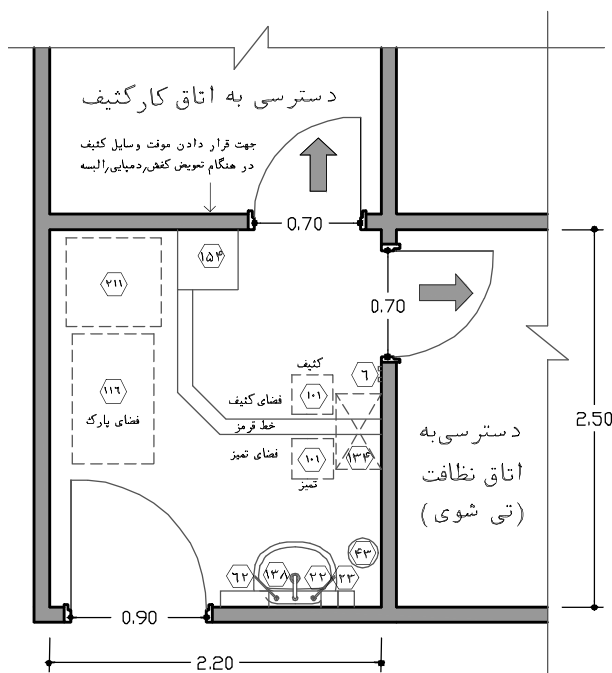 دسترسی به اتاق کارکثیف
جهت قرار دادن موقت وسایل کثیف
در هنگام تعویض کفش,دمپایی,البسه
0.70
۱۵۴
۲۱۱
0.70
۶
کثیف
۱۰۱
۱۱۶
فضای پارک
فضای کثیف
خط قرمز
فضای تمیز
۱۰۱
۱۳۴
تمیز
دسترسی‌به
اتاق نظافت
(تی شوی)
2.50
۴۳
۶۲
۱۳۸
۲۲
۲۳
0.90
2.20